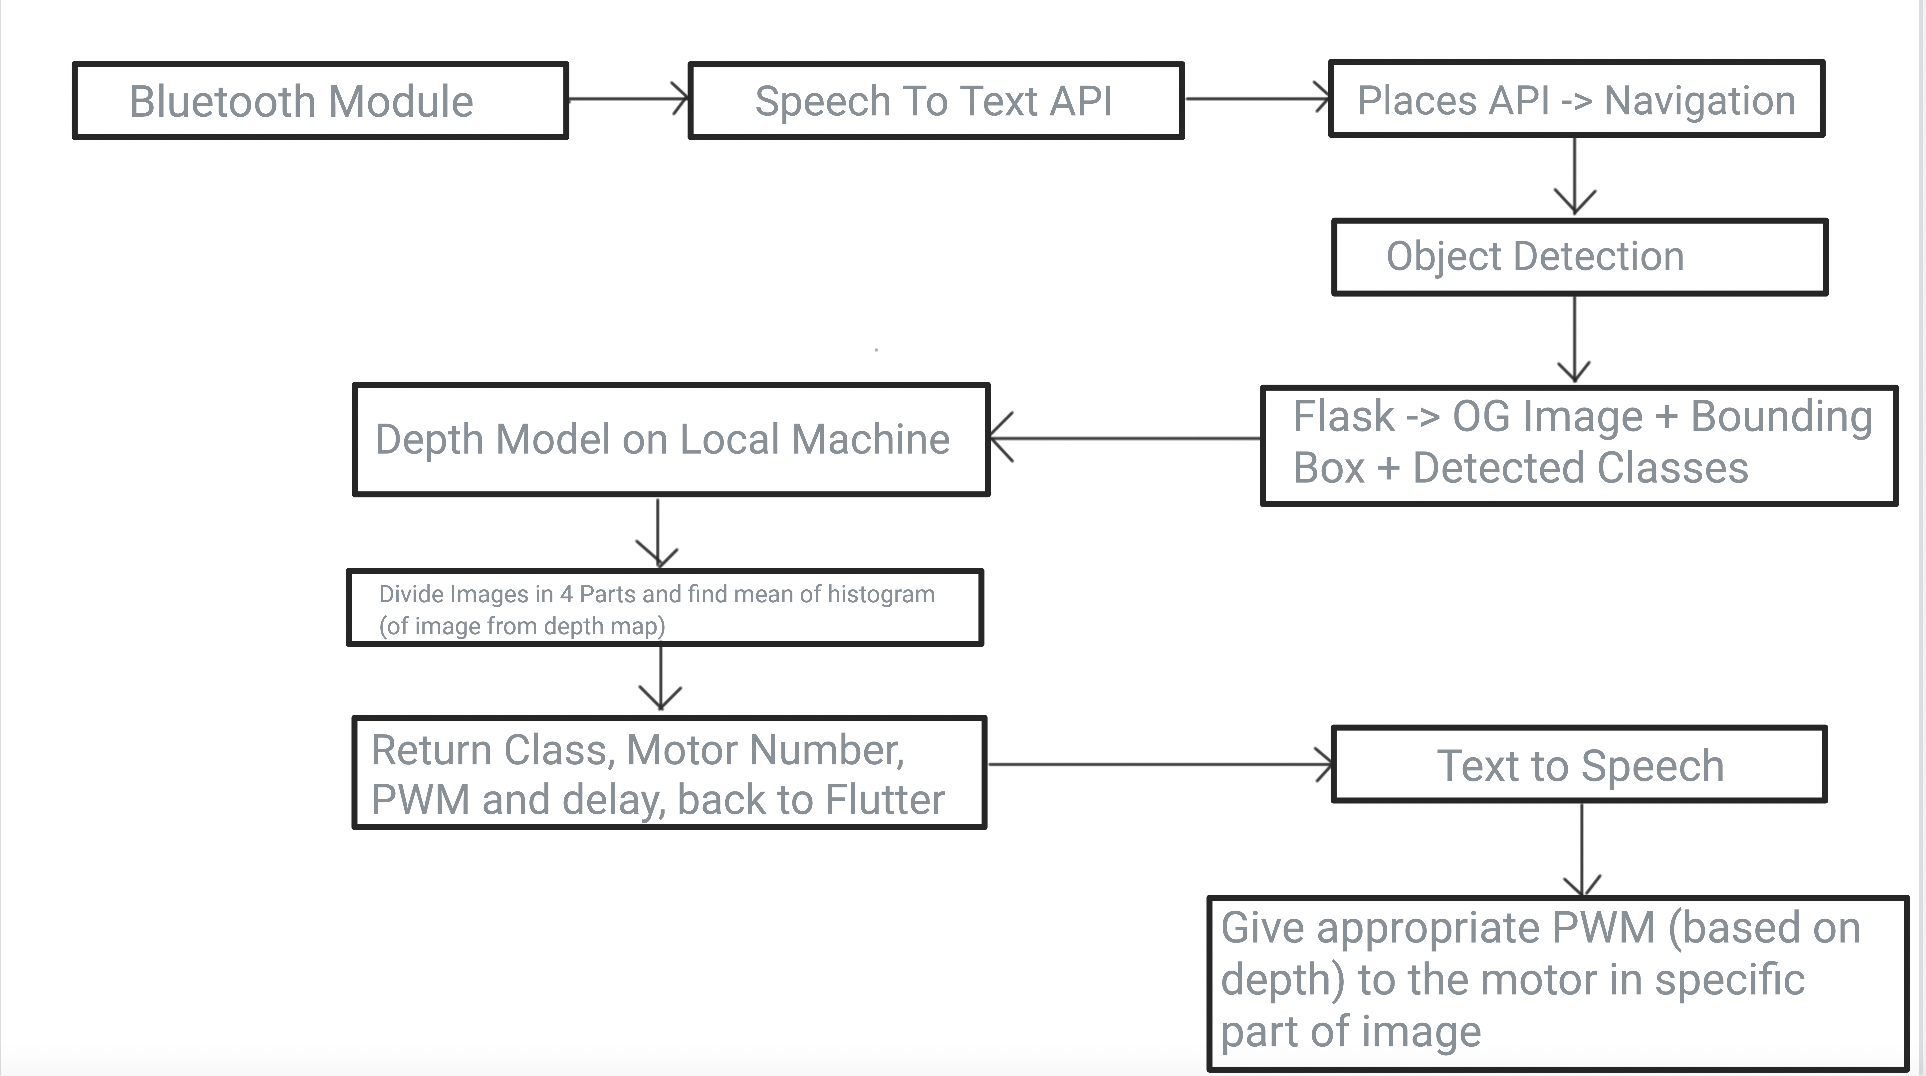 Bluetooth Module
Speech To Text API
Places API -> Navigation
Object Detection
Flask -> OG Image + Bounding
Box + Detected Classes
Depth Model on Local Machine
Divide Images in 4 Parts and find mean of histogram
(of image from depth map)
Return Class, Motor Number,
PWM and delay, back to Flutter
Text to Speech
Give appropriate PWM (based on
depth) to the motor in specific
part of image